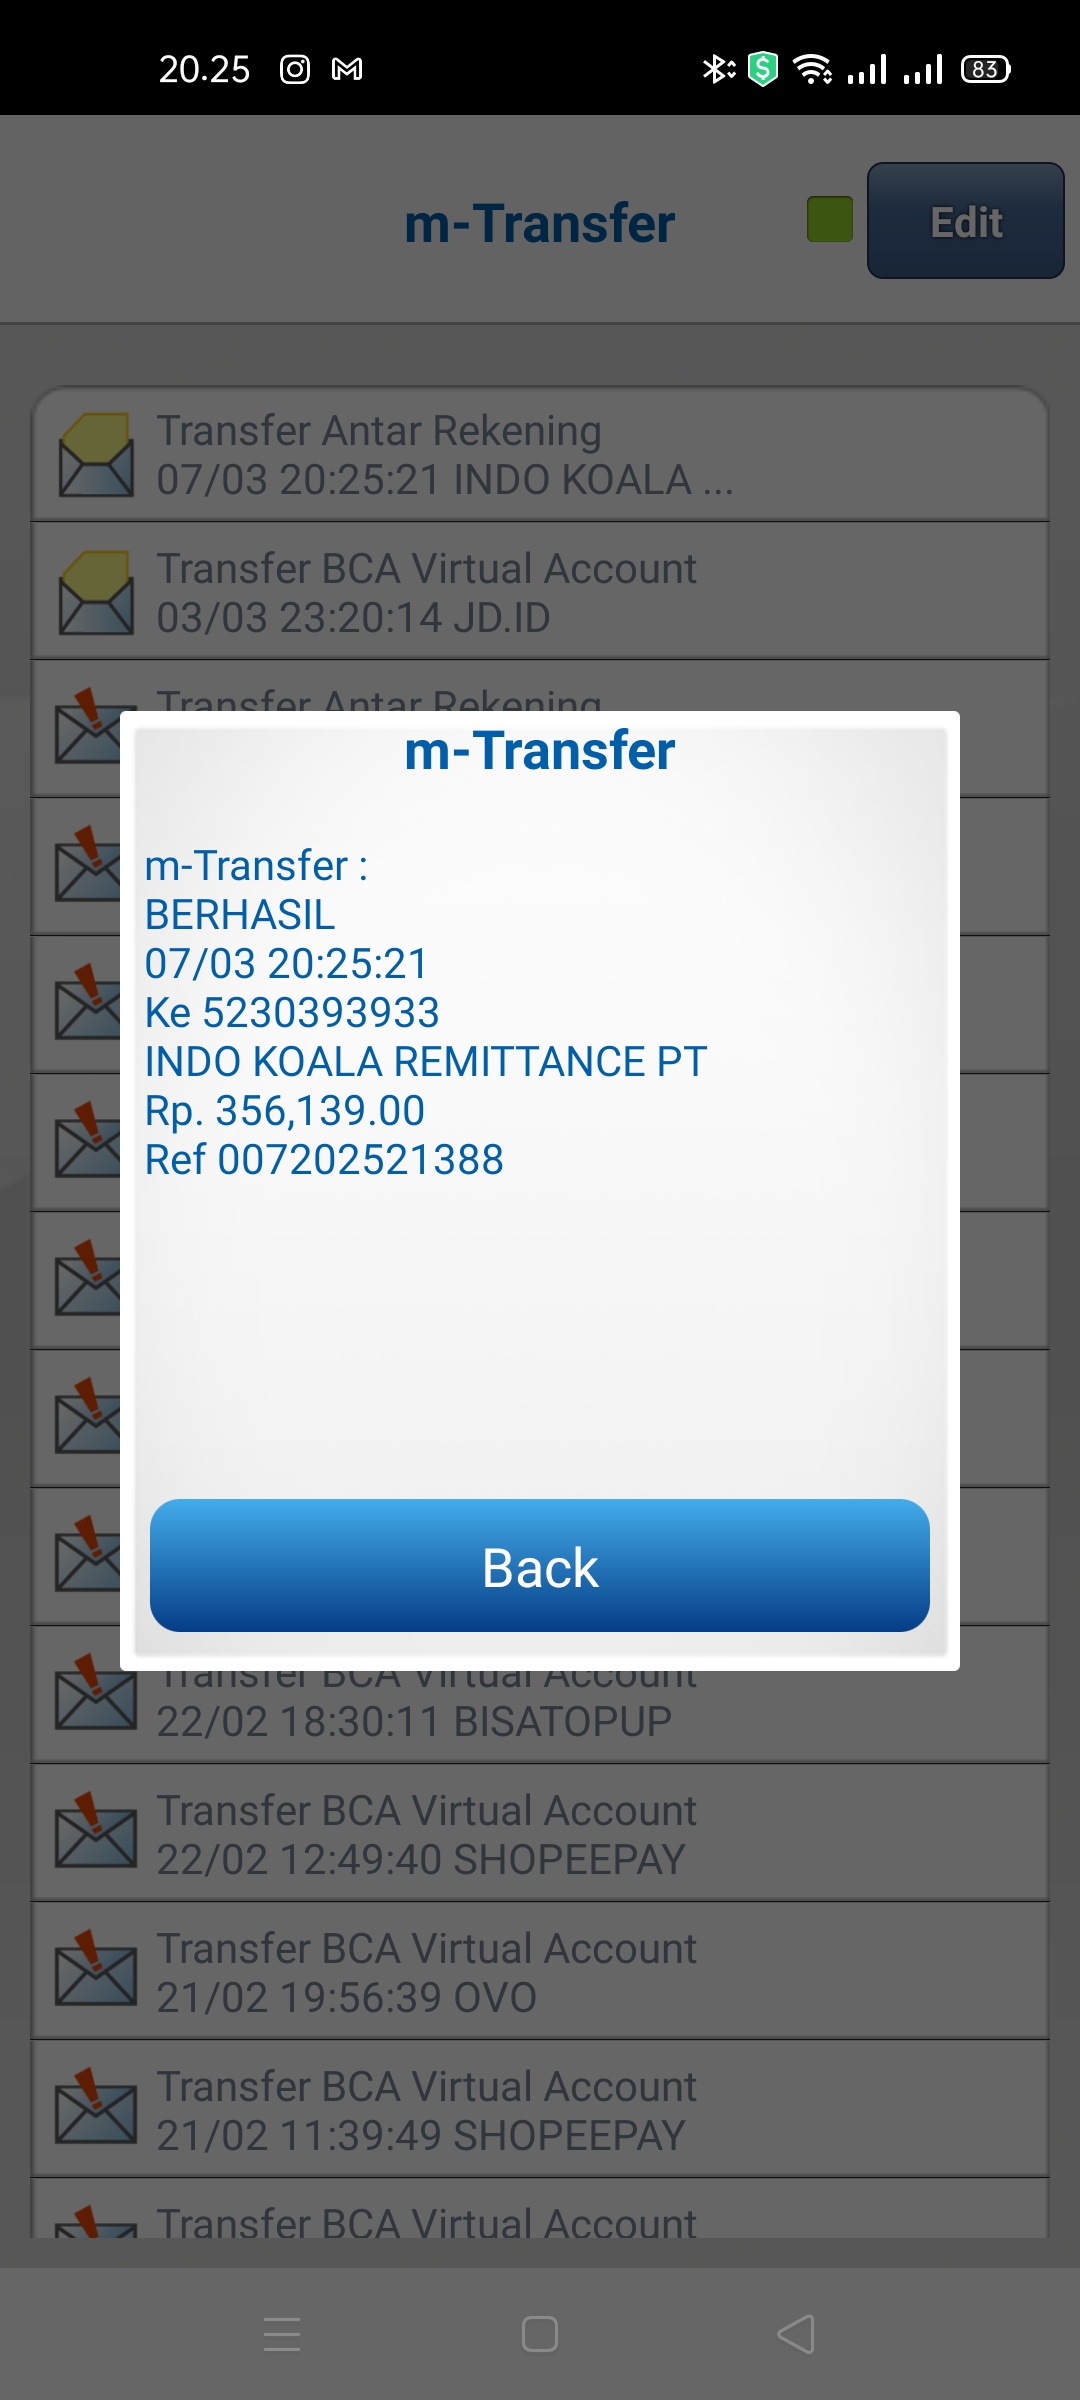 20.25
83
m-Transfer
Edit
Transfer Antar Rekening
07/03 20:25:21 INDO KOALA ...
Transfer BCA Virtual Account
03/03 23:20:14 JD.ID
Transfer Antar Rekening
m-Transfer
m-Transfer :
BERHASIL
07/03 20:25:21
Ke 5230393933
INDO KOALA REMITTANCE PT
Rp. 356,139.00
Ref 007202521388
Back
Transfer BCA Virtual Account
22/02 18:30:11 BISATOPUP
Transfer BCA Virtual Account
22/02 12:49:40 SHOPEEPAY
Transfer BCA Virtual Account
21/02 19:56:39 OVO
Transfer BCA Virtual Account
21/02 11:39:49 SHOPEEPAY
Transfer BCA Virtual Account